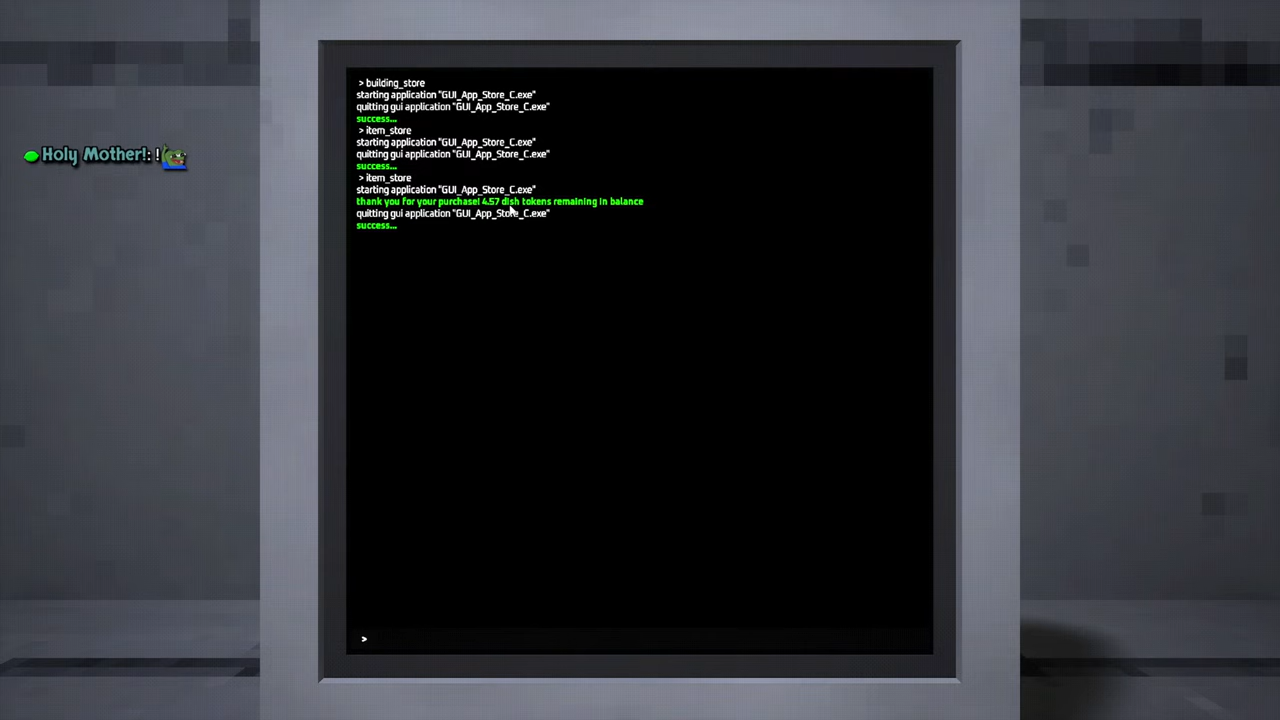 > building_store
starting application "GUI_App_Store_C.exe"
quitting gui application "GUI_App_Store_C.exe"
success...
> item_store
starting application "GUI_App_Store_C.exe"
quitting gui application "GUI_App_Store_C.exe"
success...
> item_store
starting application "GUI_App_Store_C.exe"
thank you for your purchase! 4.57 dish tokens remaining in balance
quitting gui application "GUI_App_Store_C.exe"
success...
Holy Mother!: !
>